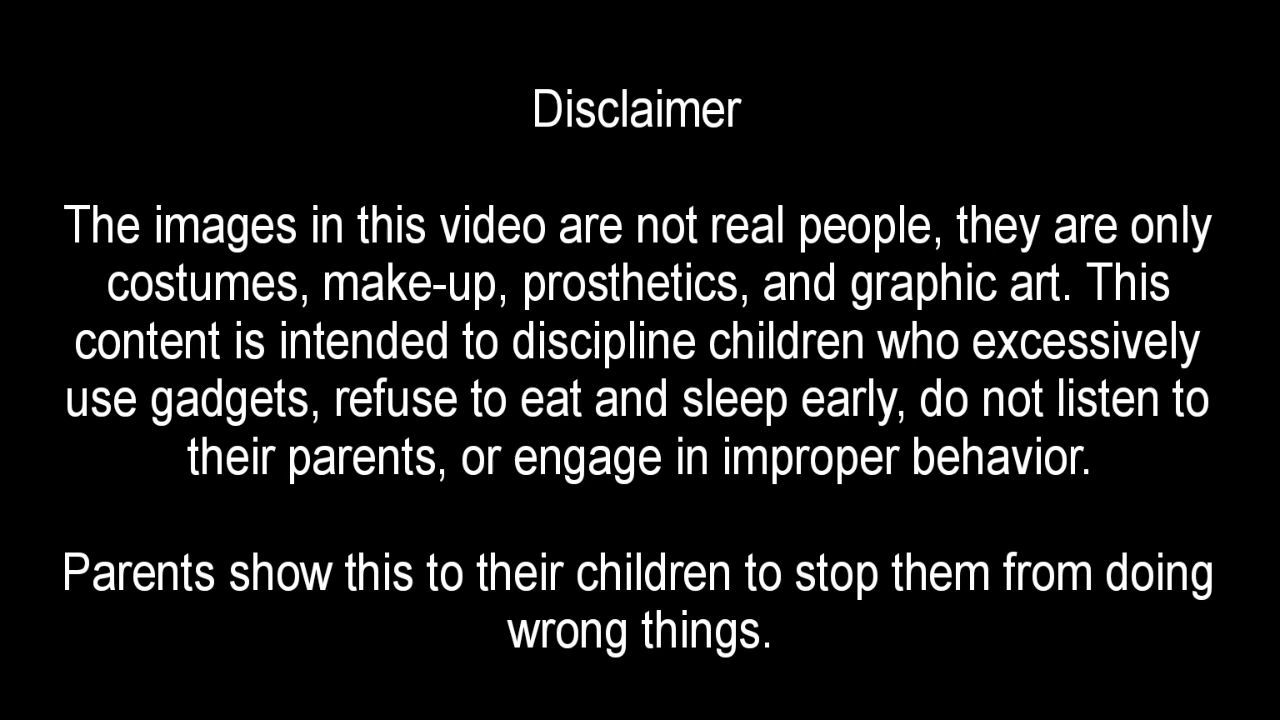 Disclaimer
The images in this video are not real people, they are only
costumes, make-up, prosthetics, and graphic art. This
content is intended to discipline children who excessively
use gadgets, refuse to eat and sleep early, do not listen to
their parents, or engage in improper behavior.
Parents show this to their children to stop them from doing
wrong things.